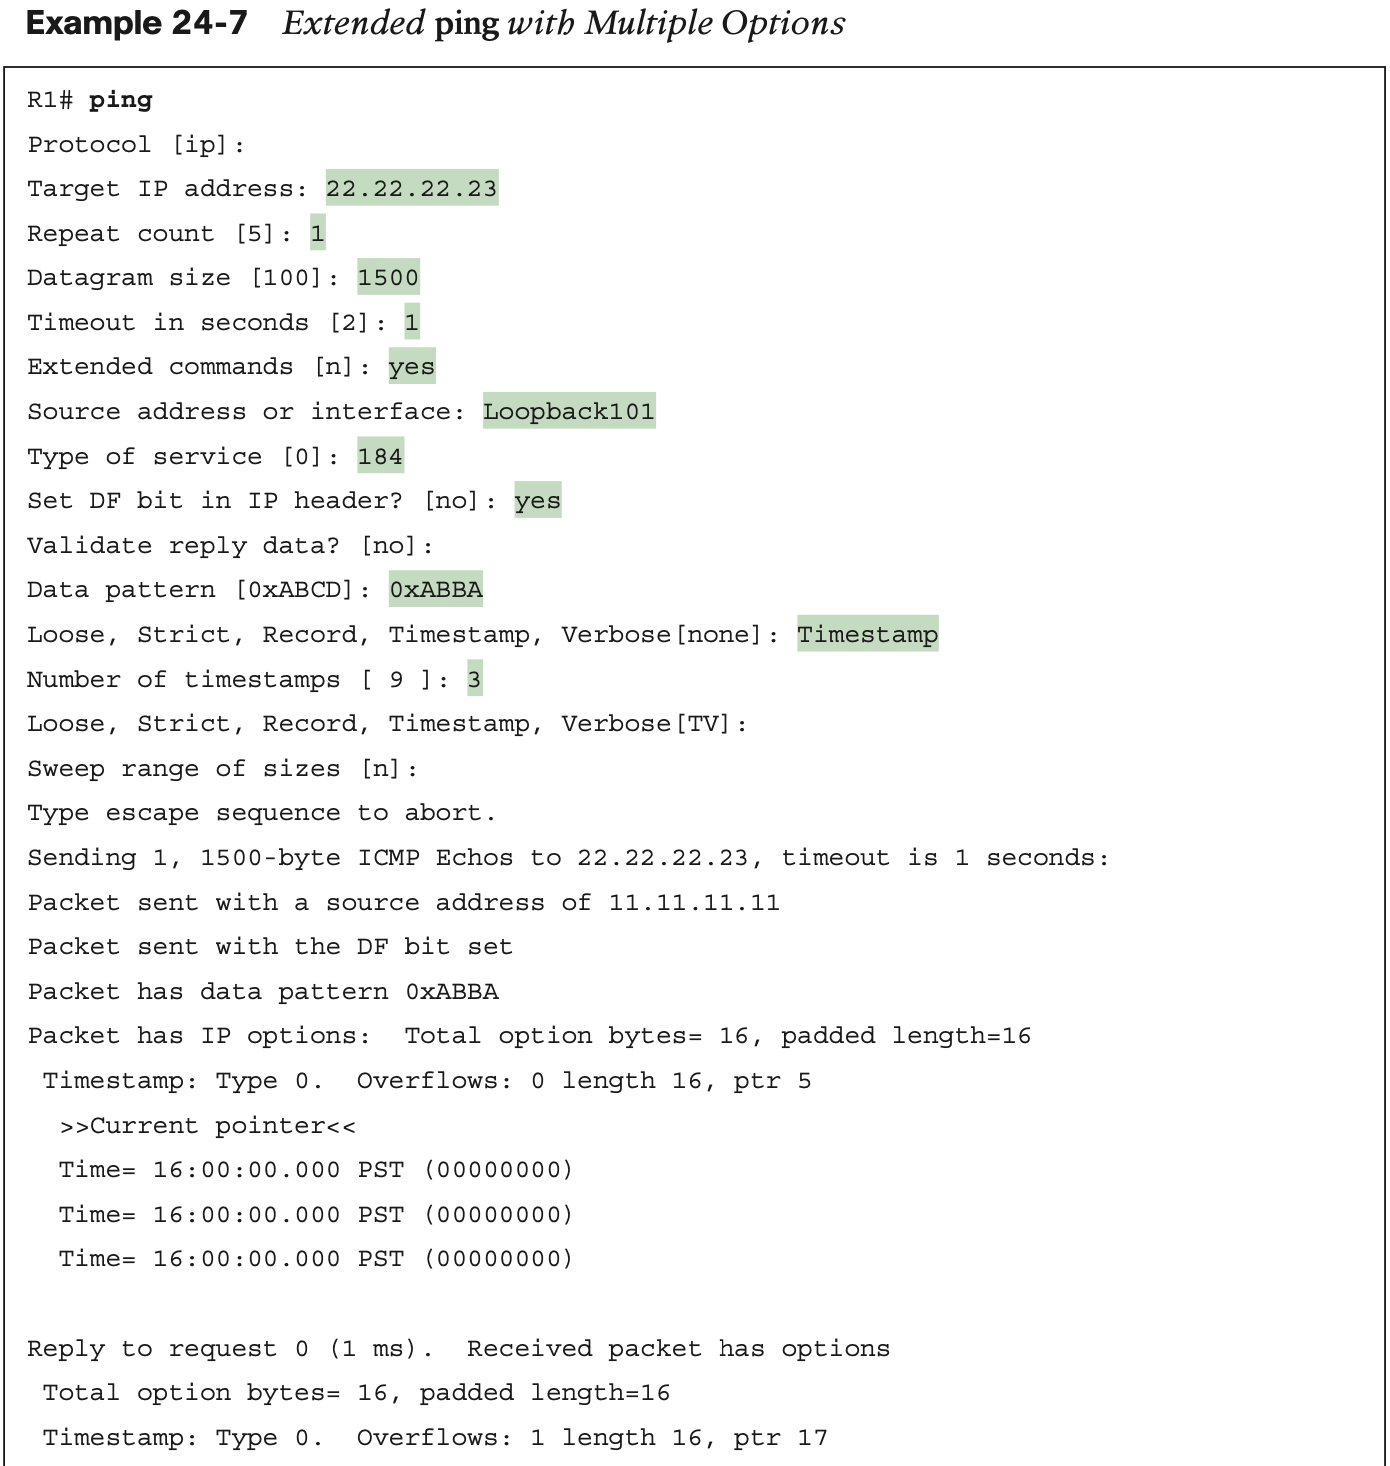 Example 24-7 Extended ping with Multiple Options
R1# ping
Protocol [ip]:
Target IP address: 22.22.22.23
Repeat count [5]: 1
Datagram size [100]: 1500
Timeout in seconds [2]: 1
Extended commands [n]: yes
Source address or interface: Loopback101
Type of service [0]: 184
Set DF bit in IP header? [no]: yes
Validate reply data? [no]:
Data pattern [0xABCD]: 0xABBA
Loose, Strict, Record, Timestamp, Verbose[none]: Timestamp
Number of timestamps [ 9 ]: 3
Loose, Strict, Record, Timestamp, Verbose[TV]:
Sweep range of sizes [n]:
Type escape sequence to abort.
Sending 1, 1500-byte ICMP Echos to 22.22.22.23, timeout is 1 seconds:
Packet sent with a source address of 11.11.11.11
Packet sent with the DF bit set
Packet has data pattern 0xABBA
Packet has IP options:  Total option bytes= 16, padded length=16
 Timestamp: Type 0.  Overflows: 0 length 16, ptr 5
  >>Current pointer<<
  Time= 16:00:00.000 PST (00000000)
  Time= 16:00:00.000 PST (00000000)
  Time= 16:00:00.000 PST (00000000)
Reply to request 0 (1 ms).  Received packet has options
 Total option bytes= 16, padded length=16
 Timestamp: Type 0.  Overflows: 1 length 16, ptr 17